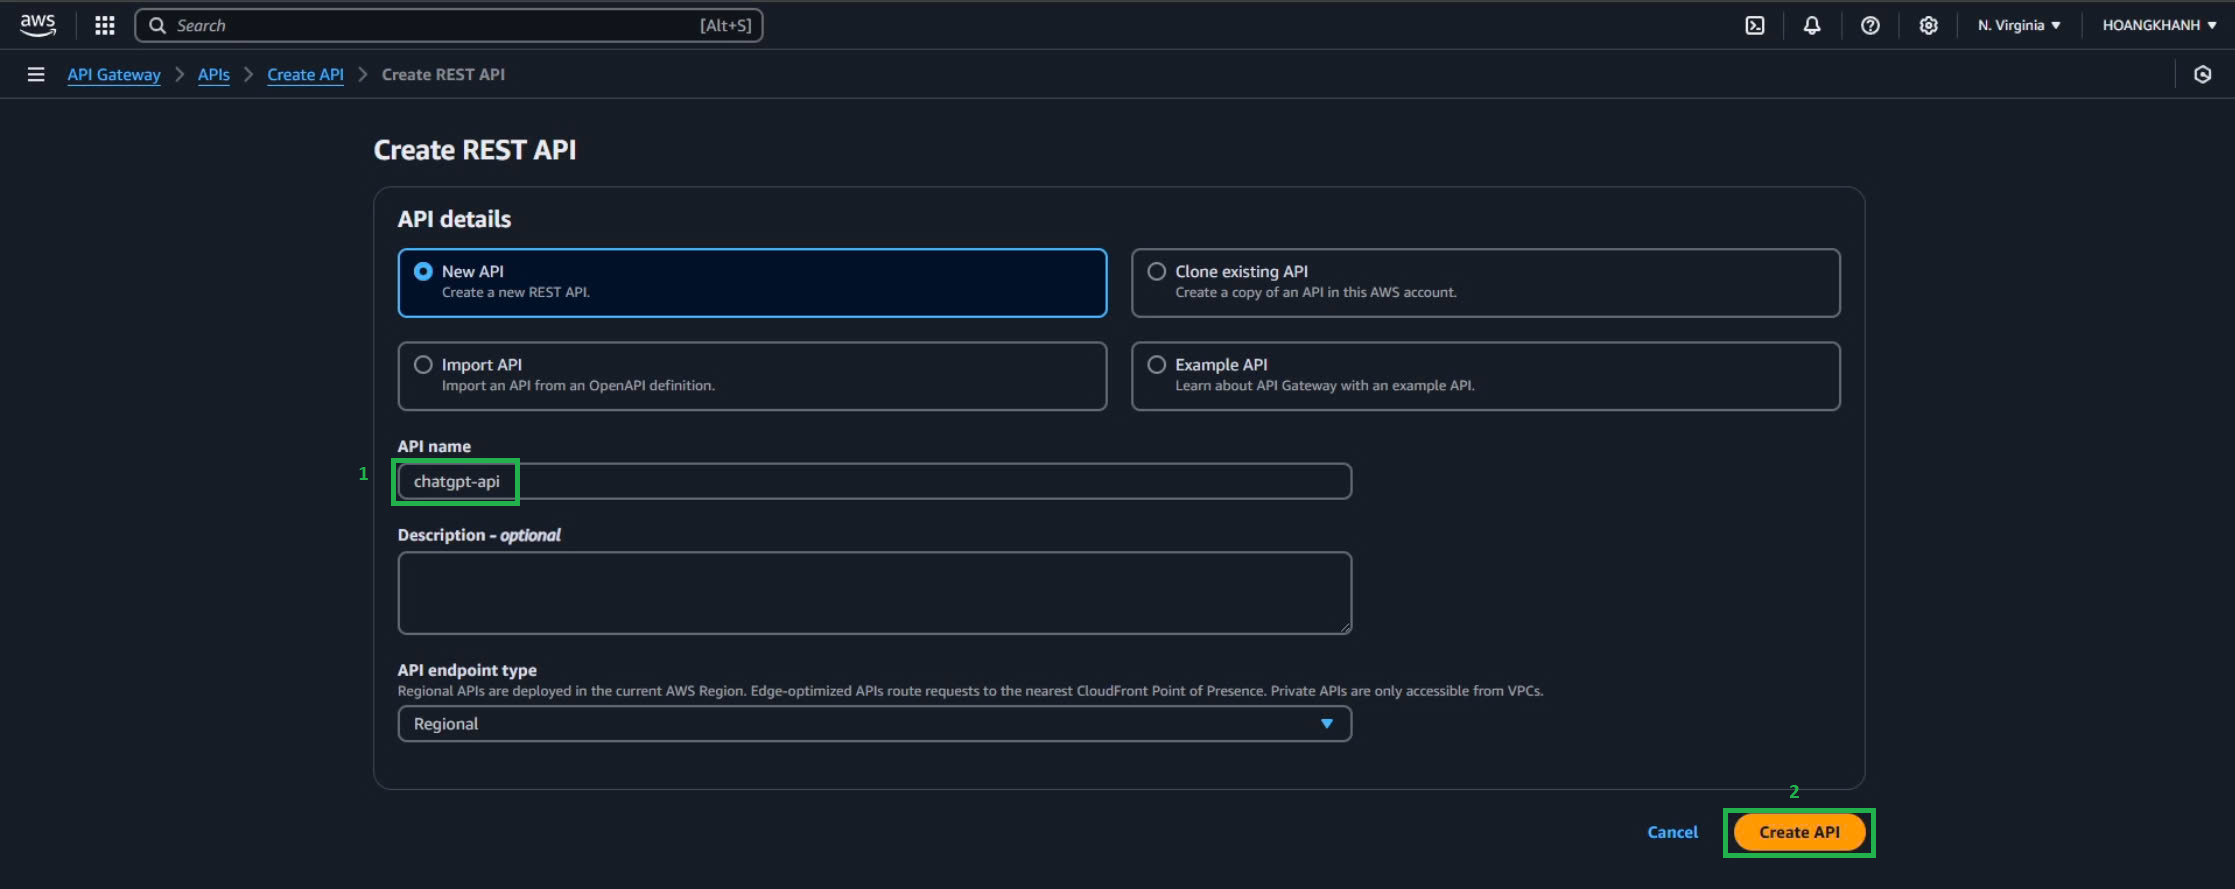 aws
Search [Alt+S]
N. Virginia
HOANGKHANH
API Gateway > APIs > Create API > Create REST API
Create REST API
API details
New API
Create a new REST API.
Clone existing API
Create a copy of an API in this AWS account.
Import API
Import an API from an OpenAPI definition.
Example API
Learn about API Gateway with an example API.
API name
1
chatgpt-api
Description - optional
API endpoint type
Regional APIs are deployed in the current AWS Region. Edge-optimized APIs route requests to the nearest CloudFront Point of Presence. Private APIs are only accessible from VPCs.
Regional
2
Cancel
Create API